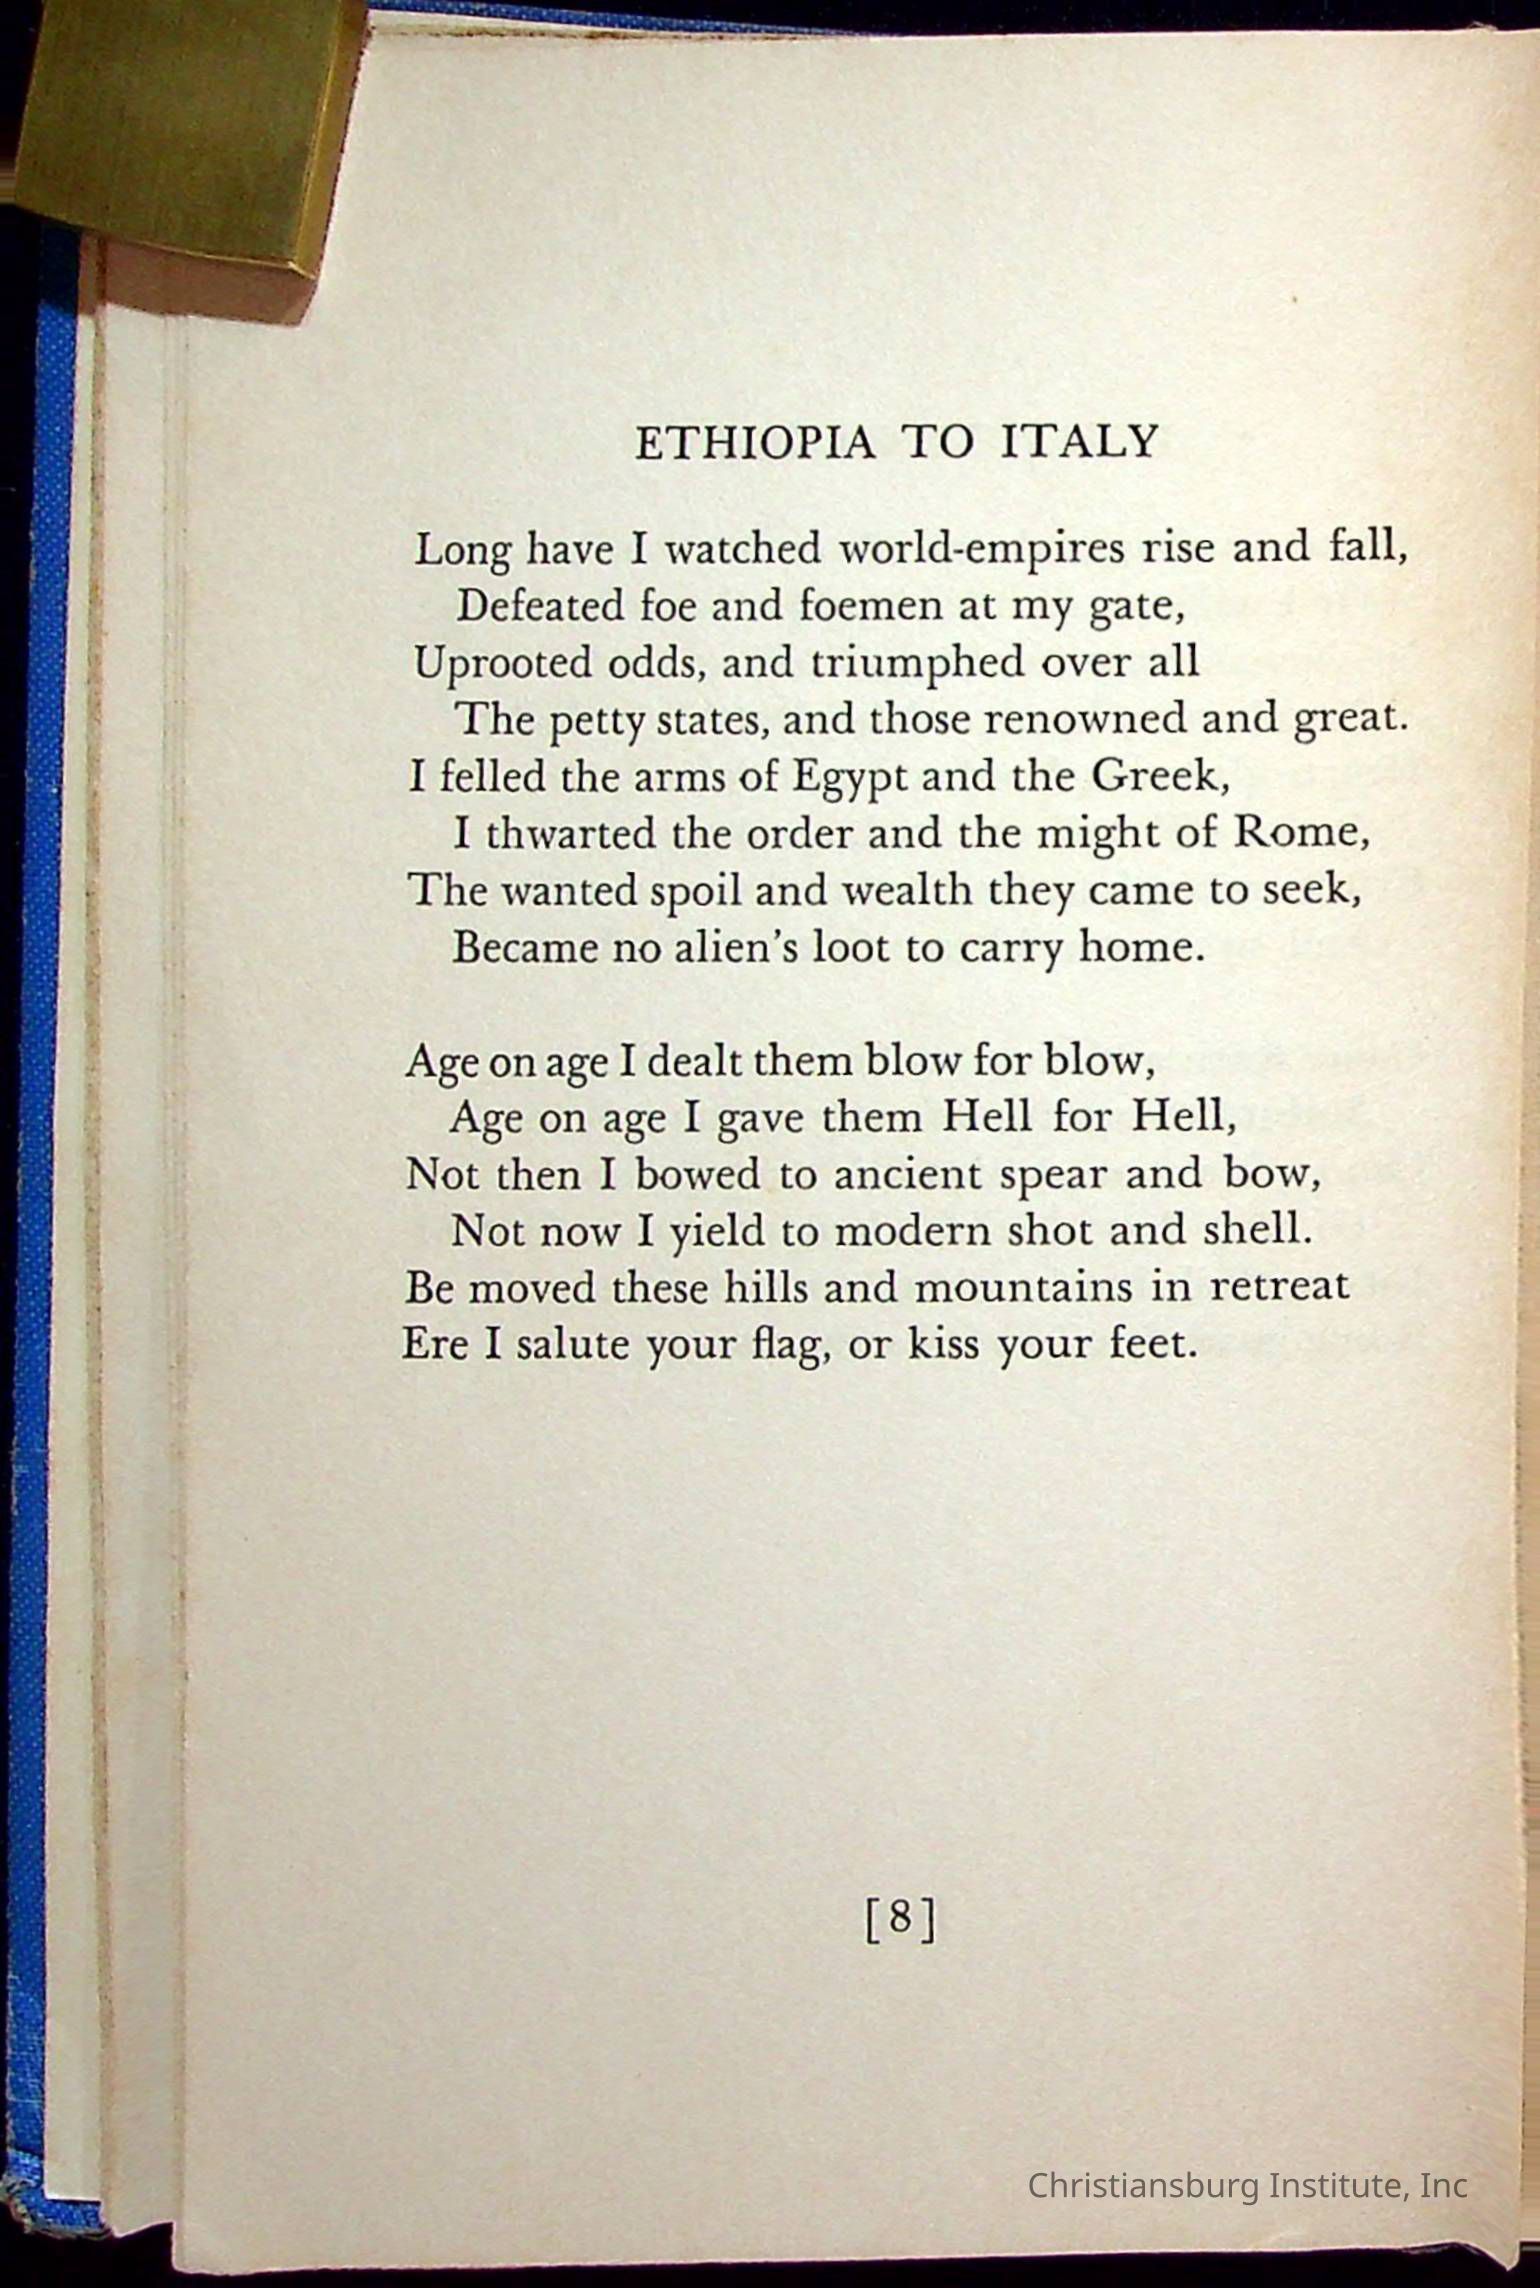 ETHIOPIA TO ITALY
Long have I watched world-empires rise and fall,
Defeated foe and foemen at my gate,
Uprooted odds, and triumphed over all
The petty states, and those renowned and great.
I felled the arms of Egypt and the Greek,
I thwarted the order and the might of Rome,
The wanted spoil and wealth they came to seek,
Became no alien's loot to carry home.
Age on age I dealt them blow for blow,
Age on age I gave them Hell for Hell,
Not then I bowed to ancient spear and bow,
Not now I yield to modern shot and shell.
Be moved these hills and mountains in retreat
Ere I salute your flag, or kiss your feet.
[8]
Christiansburg Institute, Inc